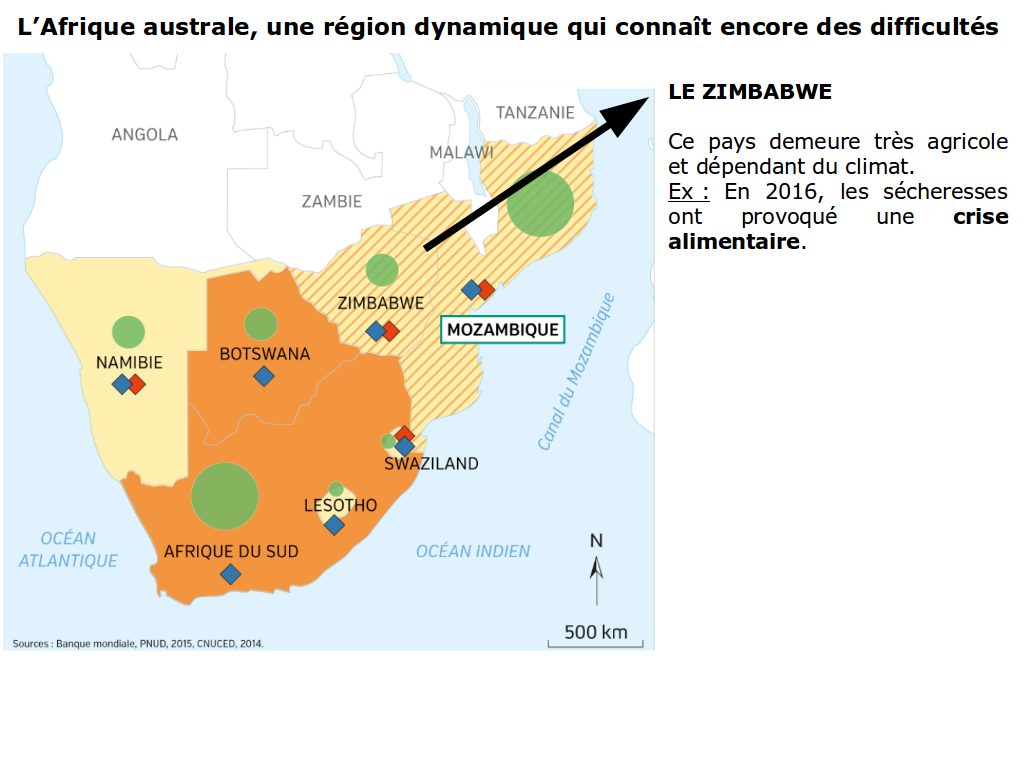 L’Afrique australe, une région dynamique qui connaît encore des difficultés
LE ZIMBABWE
Ce pays demeure très agricole
et dépendant du climat.
Ex : En 2016, les sécheresses
ont provoqué une crise
alimentaire.
TANZANIE
ANGOLA
MALAWI
ZAMBIE
ZIMBABWE
MOZAMBIQUE
BOTSWANA
NAMIBIE
Canal du Mozambique
SWAZILAND
LESOTHO
AFRIQUE DU SUD
OCÉAN
ATLANTIQUE
OCÉAN INDIEN
N
500 km
Sources : Banque mondiale, PNUD, 2015, CNUCED, 2014.